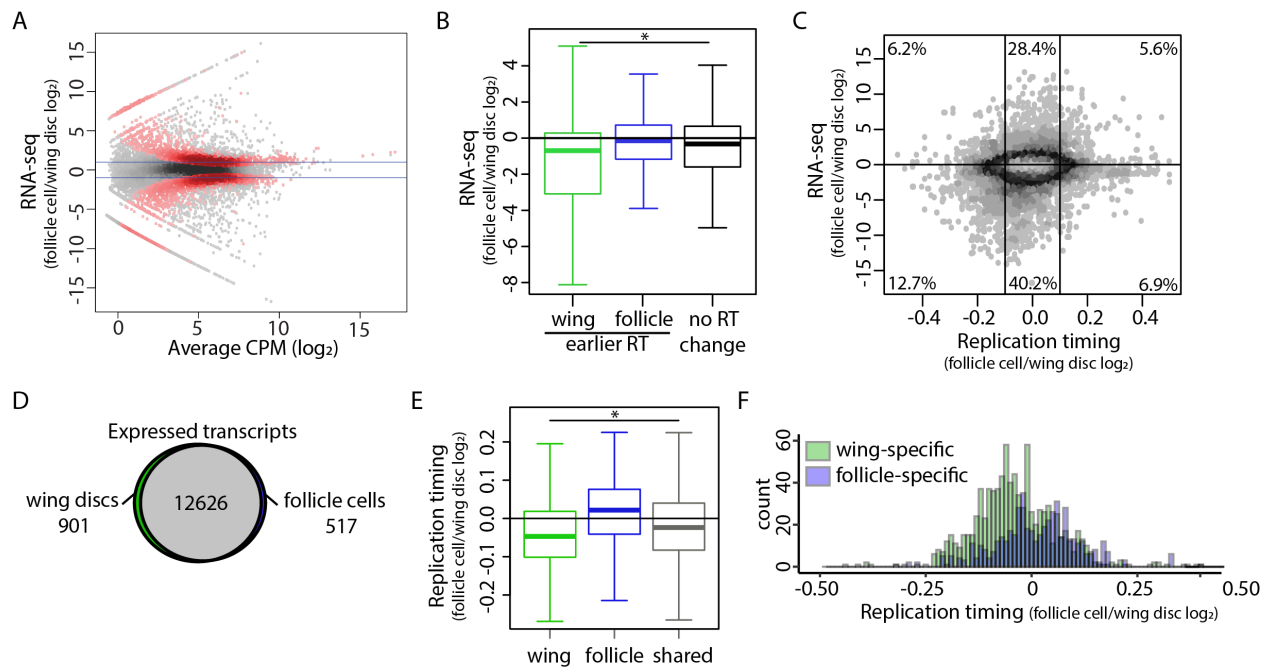 A
RNA-seq
(follicle cell/wing disc log₂)
15
10
5
0
-5
-10
-15
0
5
10
15
Average CPM (log₂)
B
*
RNA-seq
(follicle cell/wing disc log₂)
4
2
0
-2
-4
-6
-8
wing
follicle
no RT
earlier RT
change
C
6.2%
28.4%
5.6%
RNA-seq
(follicle cell/wing disc log₂)
15
10
5
0
-5
-10
-15
12.7%
40.2%
6.9%
-0.4
-0.2
0.0
0.2
0.4
Replication timing
(follicle cell/wing disc log₂)
D
Expressed transcripts
wing discs
901
12626
follicle cells
517
E
*
Replication timing
(follicle cell/wing disc log₂)
0.2
0.1
0.0
-0.1
-0.2
wing
follicle
shared
F
wing-specific
follicle-specific
count
60
40
20
0
-0.50
-0.25
0
0.25
0.50
Replication timing (follicle cell/wing disc log₂)